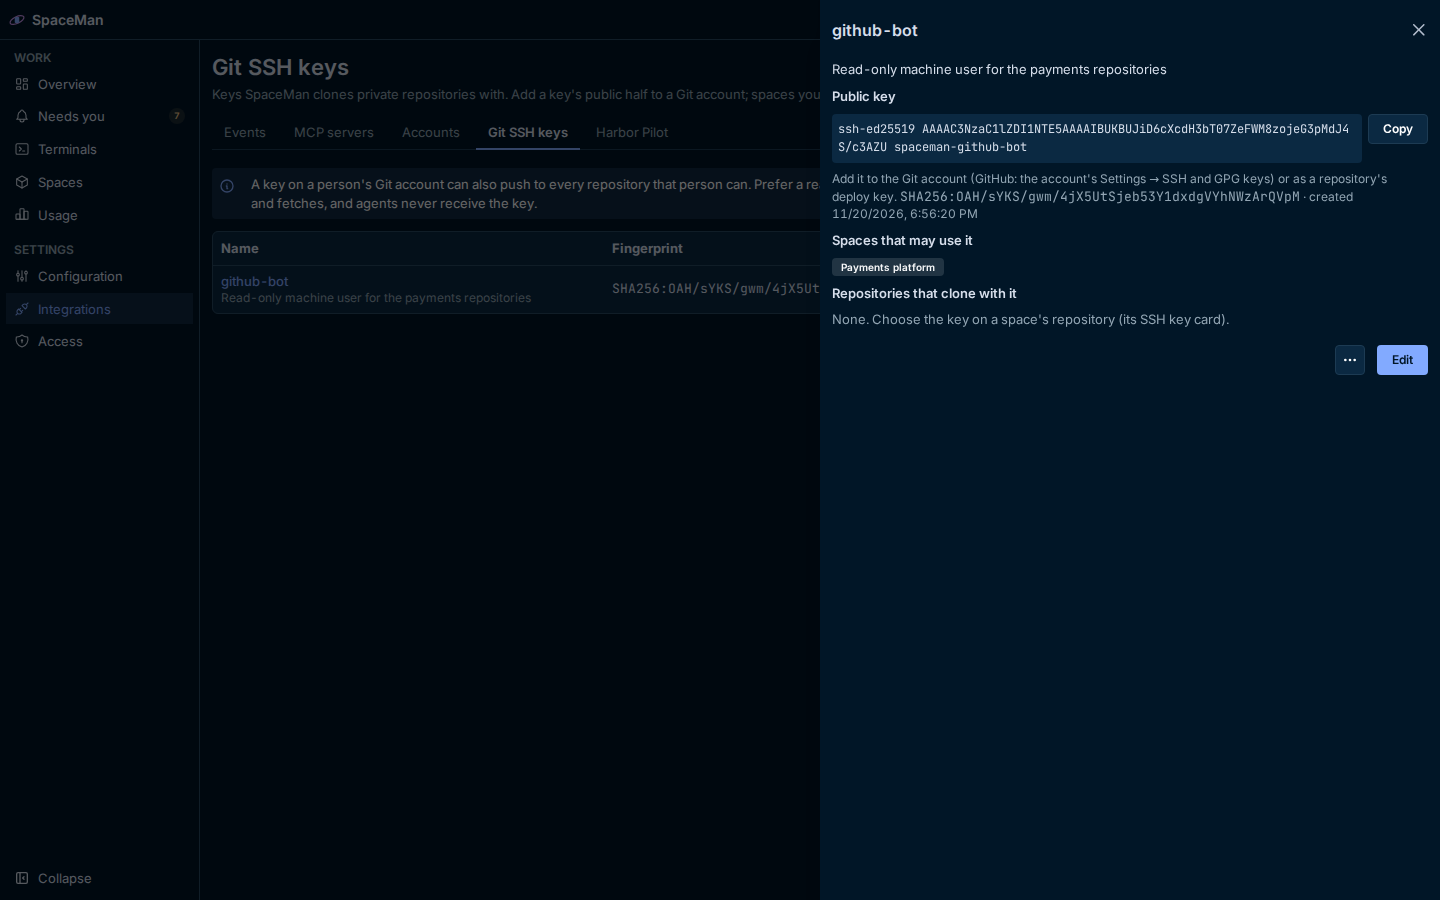 SpaceMan
WORK
Overview
Needs you 7
Terminals
Spaces
Usage
SETTINGS
Configuration
Integrations
Access
Collapse
Git SSH keys
Keys SpaceMan clones private repositories with. Add a key's public half to a Git account; spaces you
Events MCP servers Accounts Git SSH keys Harbor Pilot
A key on a person's Git account can also push to every repository that person can. Prefer a rea
and fetches, and agents never receive the key.
Name Fingerprint
github-bot
Read-only machine user for the payments repositories
SHA256:OAH/sYKS/gwm/4jX5Ut
github-bot
Read-only machine user for the payments repositories
Public key
ssh-ed25519 AAAAC3NzaC1lZDI1NTE5AAAAIBUKBUJiD6cXcdH3bT07ZeFWM8zojeG3pMdJ4
S/c3AZU spaceman-github-bot
Copy
Add it to the Git account (GitHub: the account's Settings → SSH and GPG keys) or as a repository's
deploy key. SHA256:OAH/sYKS/gwm/4jX5UtSjeb53Y1dxdgVYhNWzArQVpM · created
11/20/2026, 6:56:20 PM
Spaces that may use it
Payments platform
Repositories that clone with it
None. Choose the key on a space's repository (its SSH key card).
Edit